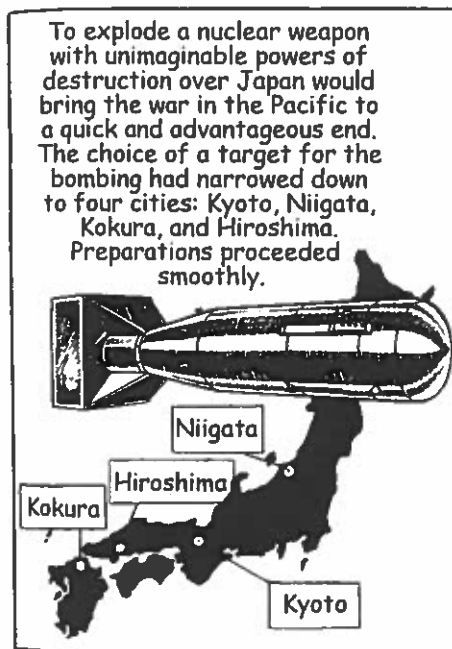 To explode a nuclear weapon
with unimaginable powers of
destruction over Japan would
bring the war in the Pacific to
a quick and advantageous end.
The choice of a target for the
bombing had narrowed down
to four cities: Kyoto, Niigata,
Kokura, and Hiroshima.
Preparations proceeded
smoothly.
Niigata
Hiroshima
Kokura
Kyoto